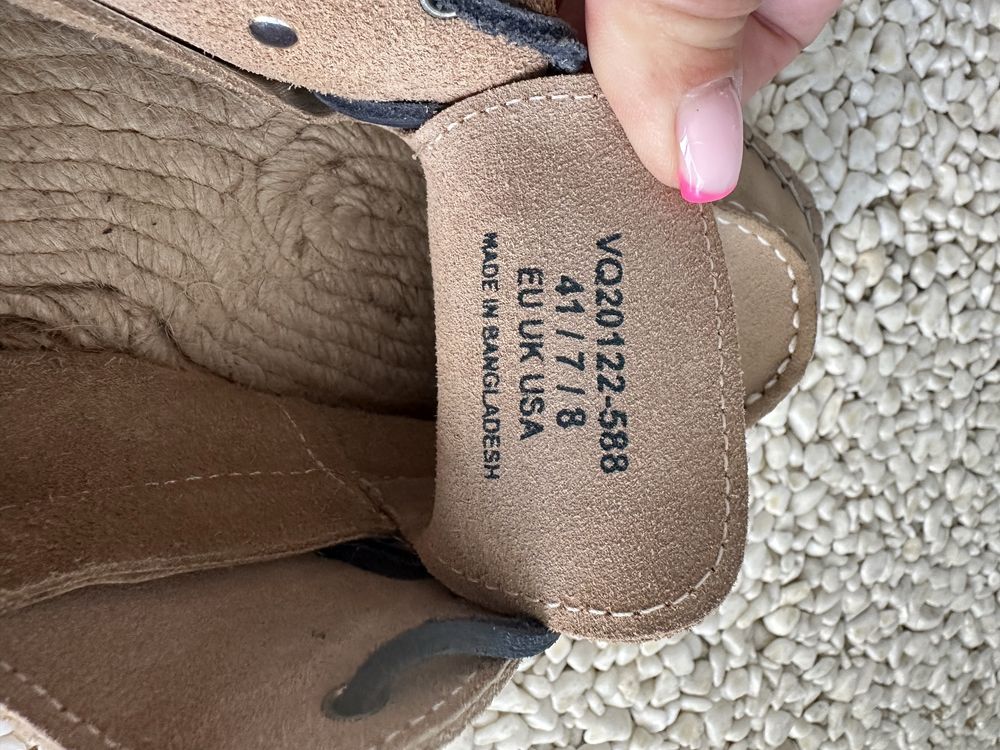 VQ20122-588
41 / 7 / 8
EU UK USA
MADE IN BANGLADESH